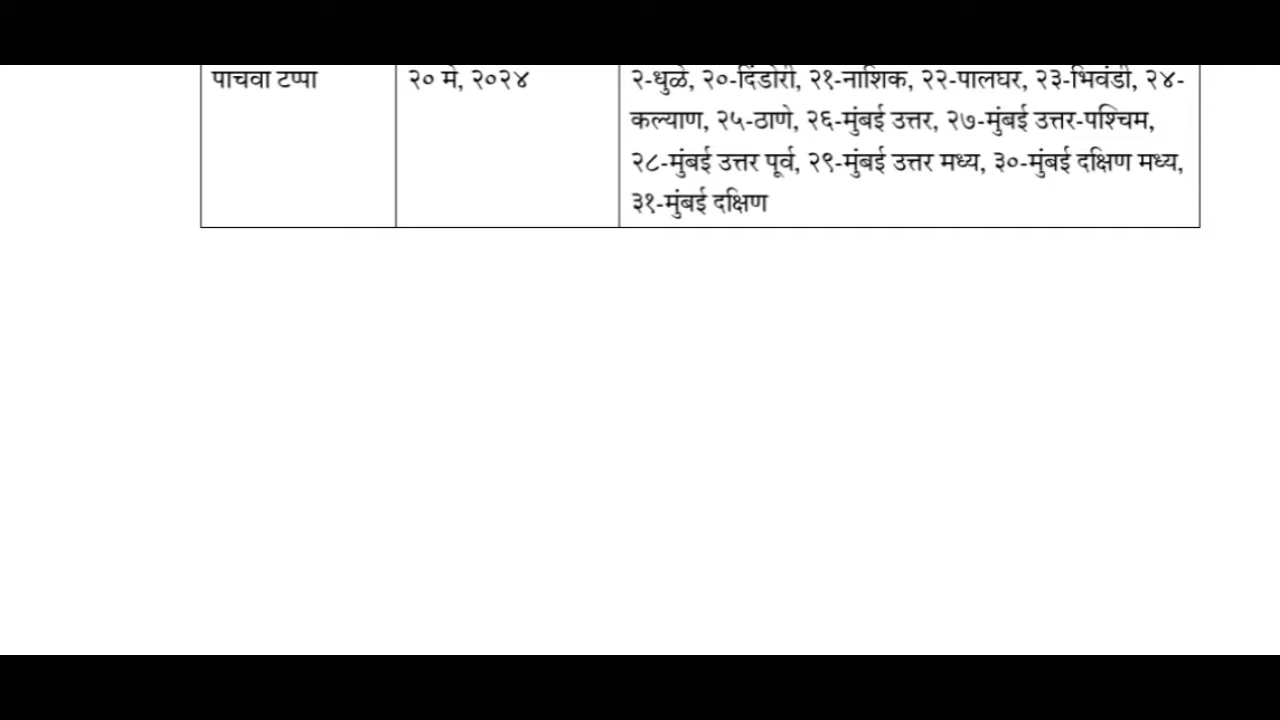 पाचवा टप्पा २० मे, २०२४ २-धुळे, २०-दिंडोरी, २१-नाशिक, २२-पालघर, २३-भिवंडी, २४-
कल्याण, २५-ठाणे, २६-मुंबई उत्तर, २७-मुंबई उत्तर-पश्चिम,
२८-मुंबई उत्तर पूर्व, २९-मुंबई उत्तर मध्य, ३०-मुंबई दक्षिण मध्य,
३१-मुंबई दक्षिण